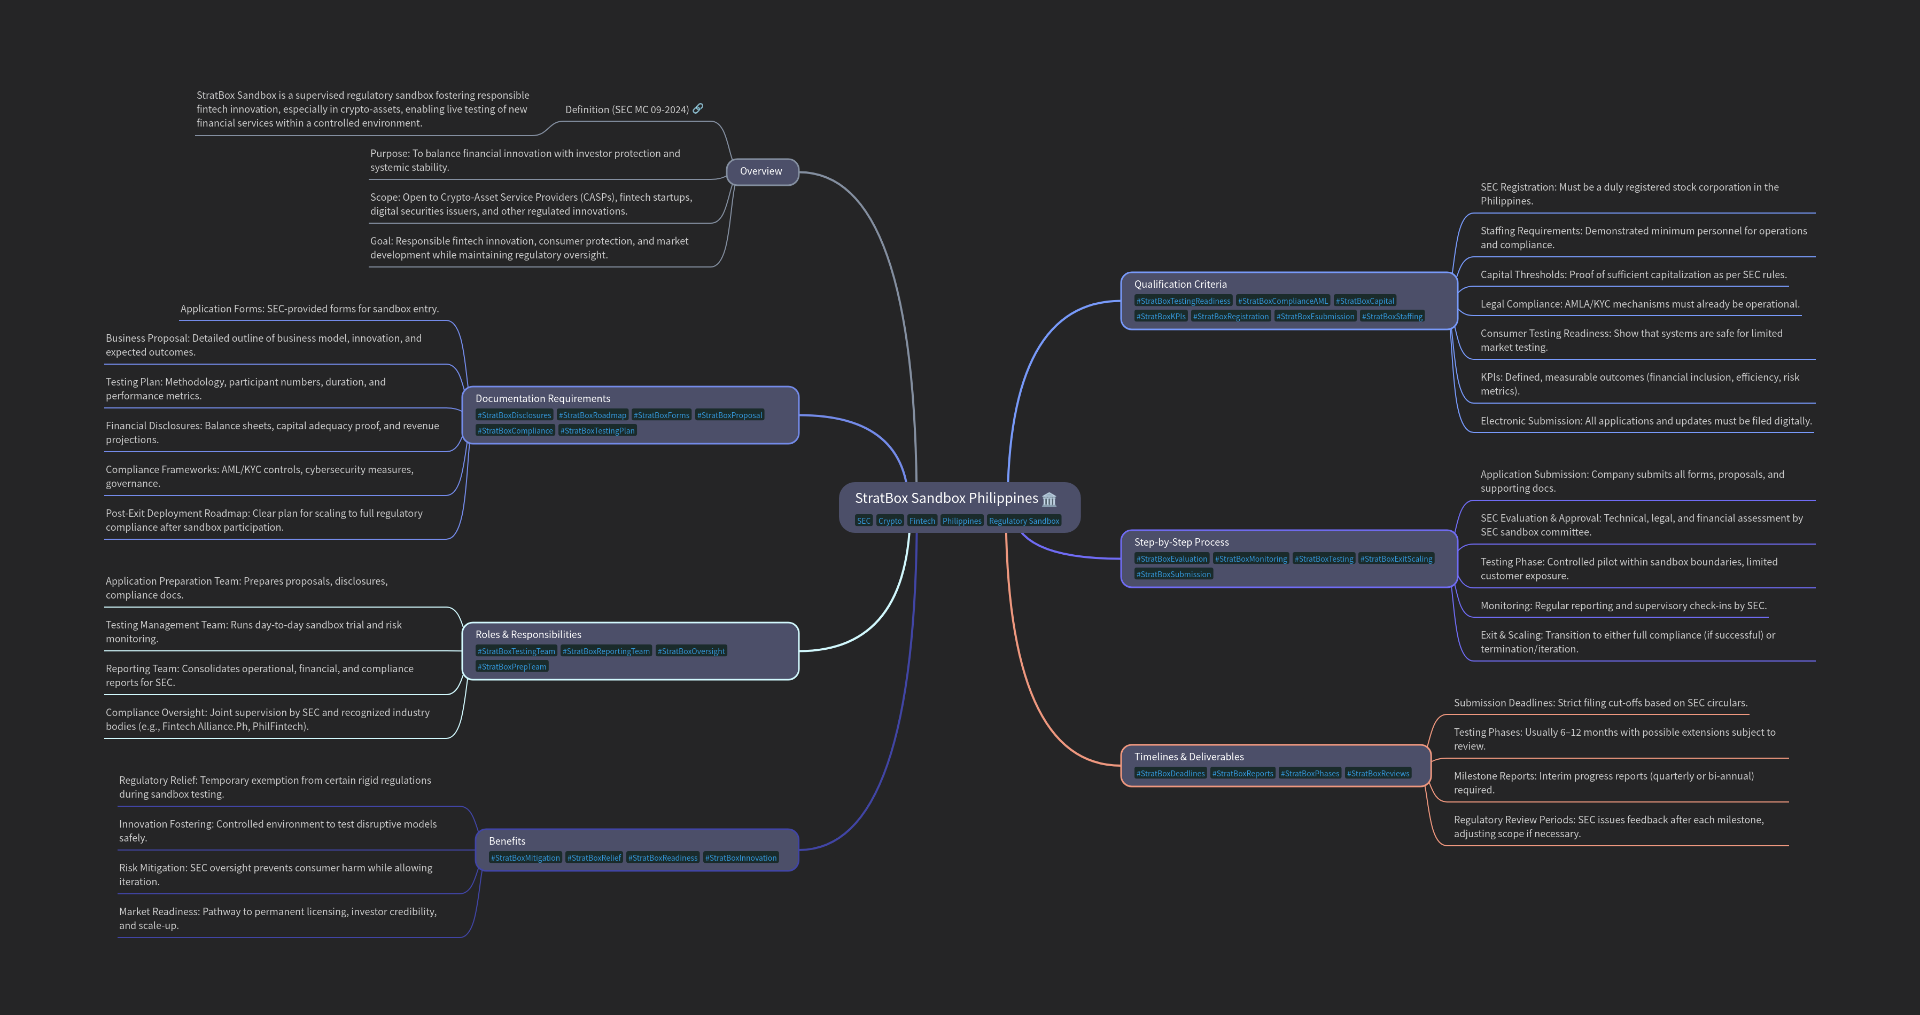 StratBox Sandbox Philippines 🏛️
SEC Crypto Fintech Philippines Regulatory Sandbox
Overview
Definition (SEC MC 09-2024) 🔗
StratBox Sandbox is a supervised regulatory sandbox fostering responsible
fintech innovation, especially in crypto-assets, enabling live testing of new
financial services within a controlled environment.
Purpose: To balance financial innovation with investor protection and
systemic stability.
Scope: Open to Crypto-Asset Service Providers (CASPs), fintech startups,
digital securities issuers, and other regulated innovations.
Goal: Responsible fintech innovation, consumer protection, and market
development while maintaining regulatory oversight.
Documentation Requirements
#StratBoxDisclosures #StratBoxRoadmap #StratBoxForms #StratBoxProposal
#StratBoxCompliance #StratBoxTestingPlan
Application Forms: SEC-provided forms for sandbox entry.
Business Proposal: Detailed outline of business model, innovation, and
expected outcomes.
Testing Plan: Methodology, participant numbers, duration, and
performance metrics.
Financial Disclosures: Balance sheets, capital adequacy proof, and revenue
projections.
Compliance Frameworks: AML/KYC controls, cybersecurity measures,
governance.
Post-Exit Deployment Roadmap: Clear plan for scaling to full regulatory
compliance after sandbox participation.
Roles & Responsibilities
#StratBoxTestingTeam #StratBoxReportingTeam #StratBoxOversight
#StratBoxPrepTeam
Application Preparation Team: Prepares proposals, disclosures,
compliance docs.
Testing Management Team: Runs day-to-day sandbox trial and risk
monitoring.
Reporting Team: Consolidates operational, financial, and compliance
reports for SEC.
Compliance Oversight: Joint supervision by SEC and recognized industry
bodies (e.g., Fintech Alliance.Ph, PhilFintech).
Benefits
#StratBoxMitigation #StratBoxRelief #StratBoxReadiness #StratBoxInnovation
Regulatory Relief: Temporary exemption from certain rigid regulations
during sandbox testing.
Innovation Fostering: Controlled environment to test disruptive models
safely.
Risk Mitigation: SEC oversight prevents consumer harm while allowing
iteration.
Market Readiness: Pathway to permanent licensing, investor credibility,
and scale-up.
Qualification Criteria
#StratBoxTestingReadiness #StratBoxComplianceAML #StratBoxCapital
#StratBoxKPIs #StratBoxRegistration #StratBoxEsubmission #StratBoxStaffing
SEC Registration: Must be a duly registered stock corporation in the
Philippines.
Staffing Requirements: Demonstrated minimum personnel for operations
and compliance.
Capital Thresholds: Proof of sufficient capitalization as per SEC rules.
Legal Compliance: AMLA/KYC mechanisms must already be operational.
Consumer Testing Readiness: Show that systems are safe for limited
market testing.
KPIs: Defined, measurable outcomes (financial inclusion, efficiency, risk
metrics).
Electronic Submission: All applications and updates must be filed digitally.
Step-by-Step Process
#StratBoxEvaluation #StratBoxMonitoring #StratBoxTesting #StratBoxExitScaling
#StratBoxSubmission
Application Submission: Company submits all forms, proposals, and
supporting docs.
SEC Evaluation & Approval: Technical, legal, and financial assessment by
SEC sandbox committee.
Testing Phase: Controlled pilot within sandbox boundaries, limited
customer exposure.
Monitoring: Regular reporting and supervisory check-ins by SEC.
Exit & Scaling: Transition to either full compliance (if successful) or
termination/iteration.
Timelines & Deliverables
#StratBoxDeadlines #StratBoxReports #StratBoxPhases #StratBoxReviews
Submission Deadlines: Strict filing cut-offs based on SEC circulars.
Testing Phases: Usually 6–12 months with possible extensions subject to
review.
Milestone Reports: Interim progress reports (quarterly or bi-annual)
required.
Regulatory Review Periods: SEC issues feedback after each milestone,
adjusting scope if necessary.